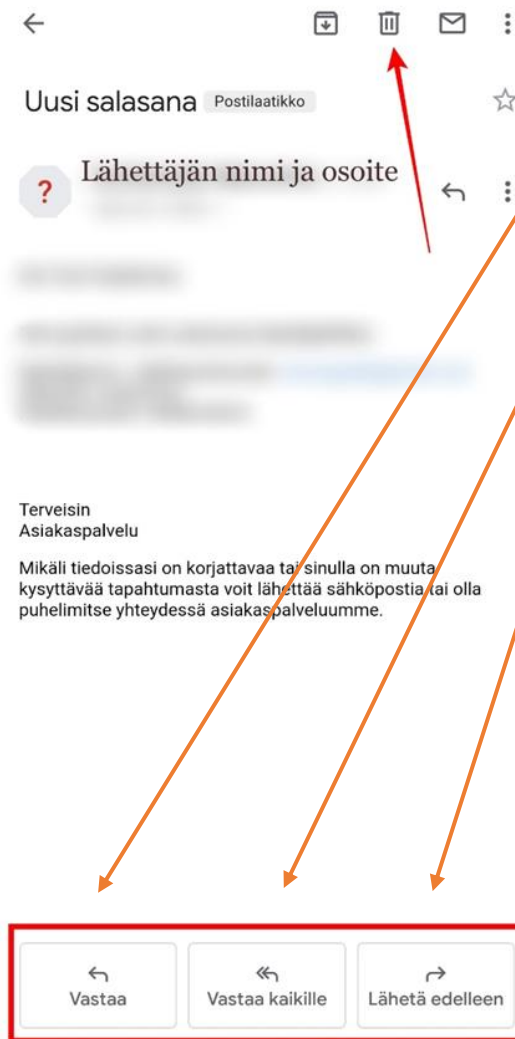 Uusi salasana Postilaatikko
?
Lähettäjän nimi ja osoite
Terveisin
Asiakaspalvelu
Mikäli tiedoissasi on korjattavaa tai sinulla on muuta
kysyttävää tapahtumasta voit lähettää sähköpostia tai olla
puhelimitse yhteydessä asiakaspalveluumme.
Vastaa Vastaa kaikille Lähetä edelleen